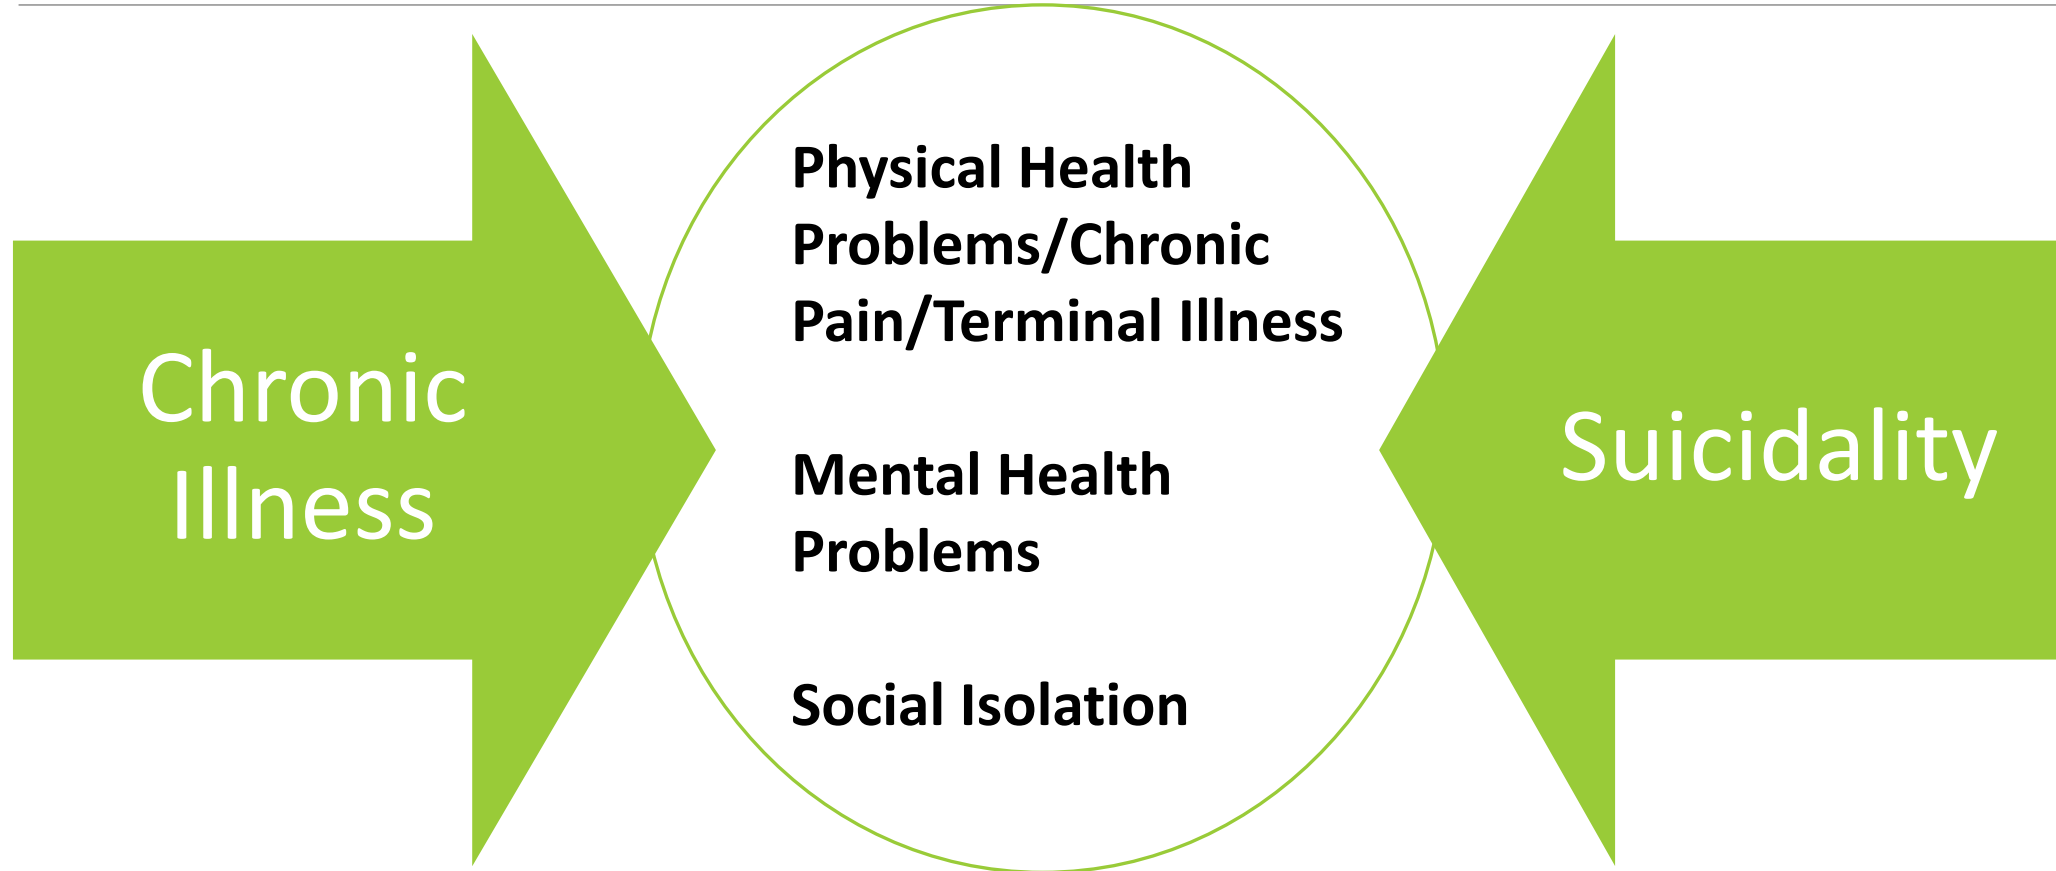 Chronic
Illness
Physical Health
Problems/Chronic
Pain/Terminal Illness
Mental Health
Problems
Social Isolation
Suicidality